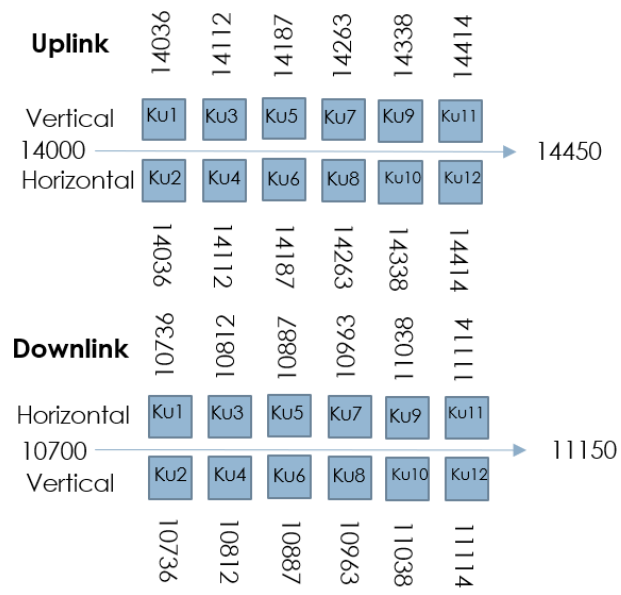 Uplink
14036 14112 14187 14263 14338 14414
Vertical Ku1 Ku3 Ku5 Ku7 Ku9 Ku11
14000 14450
Horizontal Ku2 Ku4 Ku6 Ku8 Ku10 Ku12
14036 14112 14187 14263 14338 14414
Downlink
10736 10812 10887 10963 11038 11114
Horizontal Ku1 Ku3 Ku5 Ku7 Ku9 Ku11
10700 11150
Vertical Ku2 Ku4 Ku6 Ku8 Ku10 Ku12
10736 10812 10887 10963 11038 11114